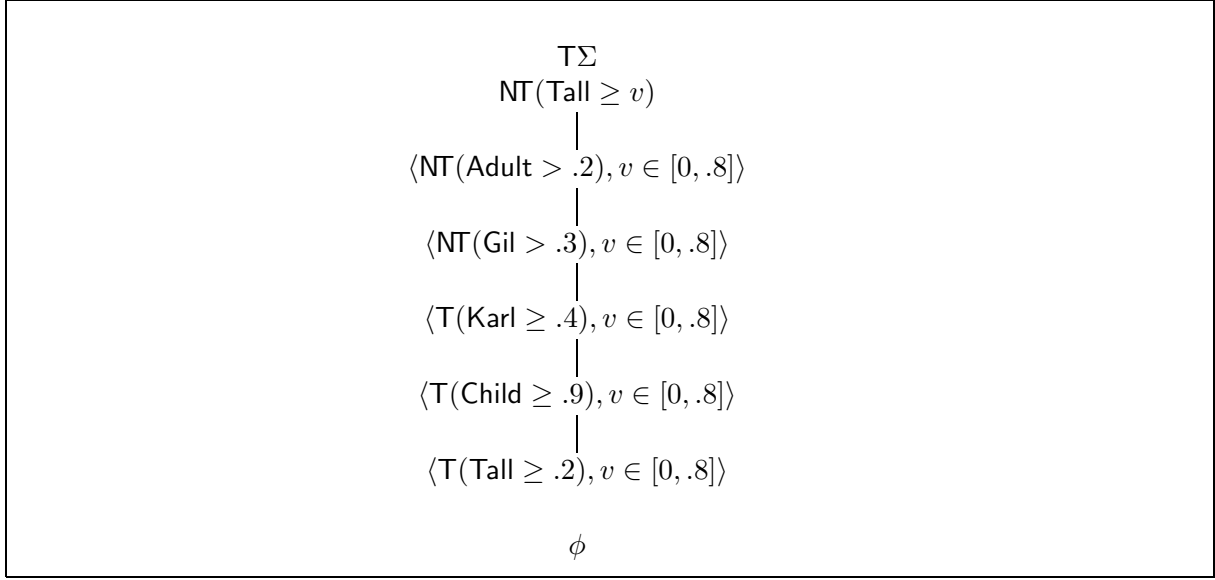 TΣ
NT(Tall ≥ v)
⟨NT(Adult > .2), v ∈ [0, .8]⟩
⟨NT(Gil > .3), v ∈ [0, .8]⟩
⟨T(Karl ≥ .4), v ∈ [0, .8]⟩
⟨T(Child ≥ .9), v ∈ [0, .8]⟩
⟨T(Tall ≥ .2), v ∈ [0, .8]⟩
ϕ